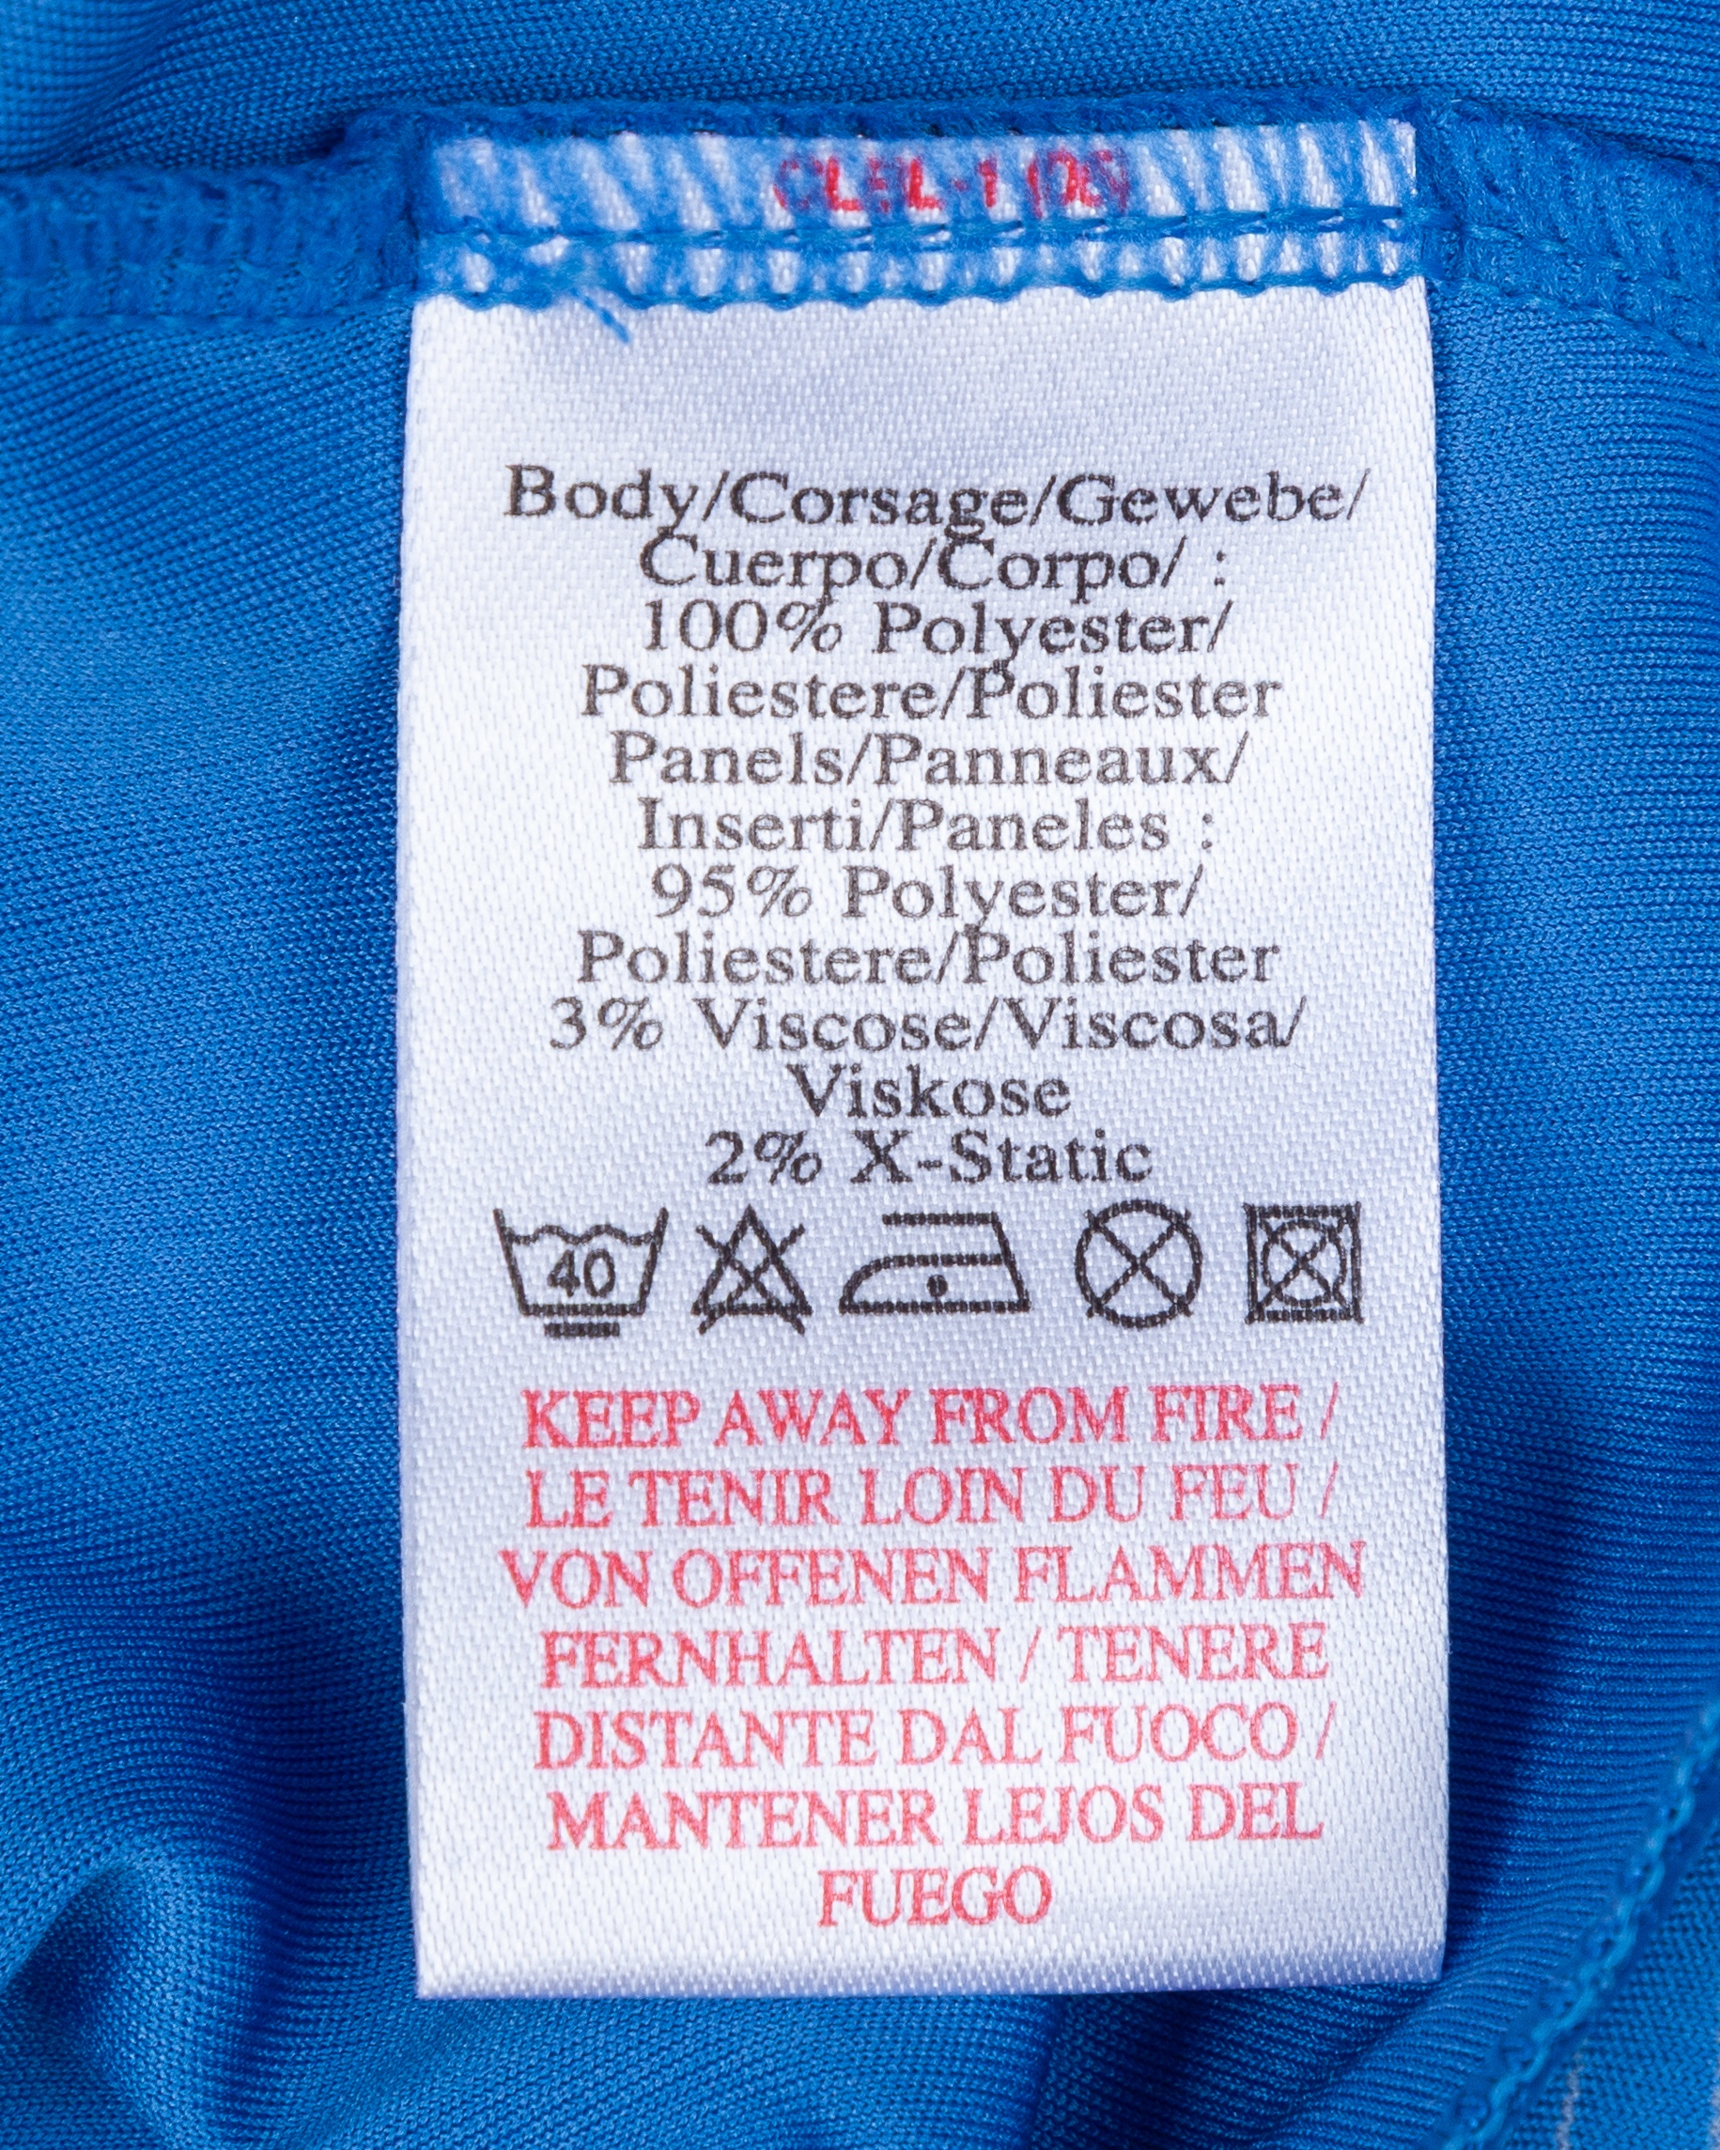 Body/Corsage/Gewebe/
Cuerpo/Corpo/ :
100% Polyester/
Poliestere/Poliester
Panels/Panneaux/
Inserti/Paneles :
95% Polyester/
Poliestere/Poliester
3% Viscose/Viscosa/
Viskose
2% X-Static
40
KEEP AWAY FROM FIRE /
LE TENIR LOIN DU FEU /
VON OFFENEN FLAMMEN
FERNHALTEN / TENERE
DISTANTE DAL FUOCO /
MANTENER LEJOS DEL
FUEGO